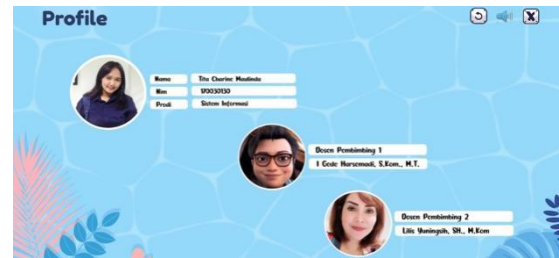 Profile
Nama Tita Charine Maulinda
Nim 170030130
Prodi Sistem Informasi
Dosen Pembimbing 1
I Gede Harsemadi, S.Kom., M.T.
Dosen Pembimbing 2
Lilis Yuningsih, SH., M.Kom